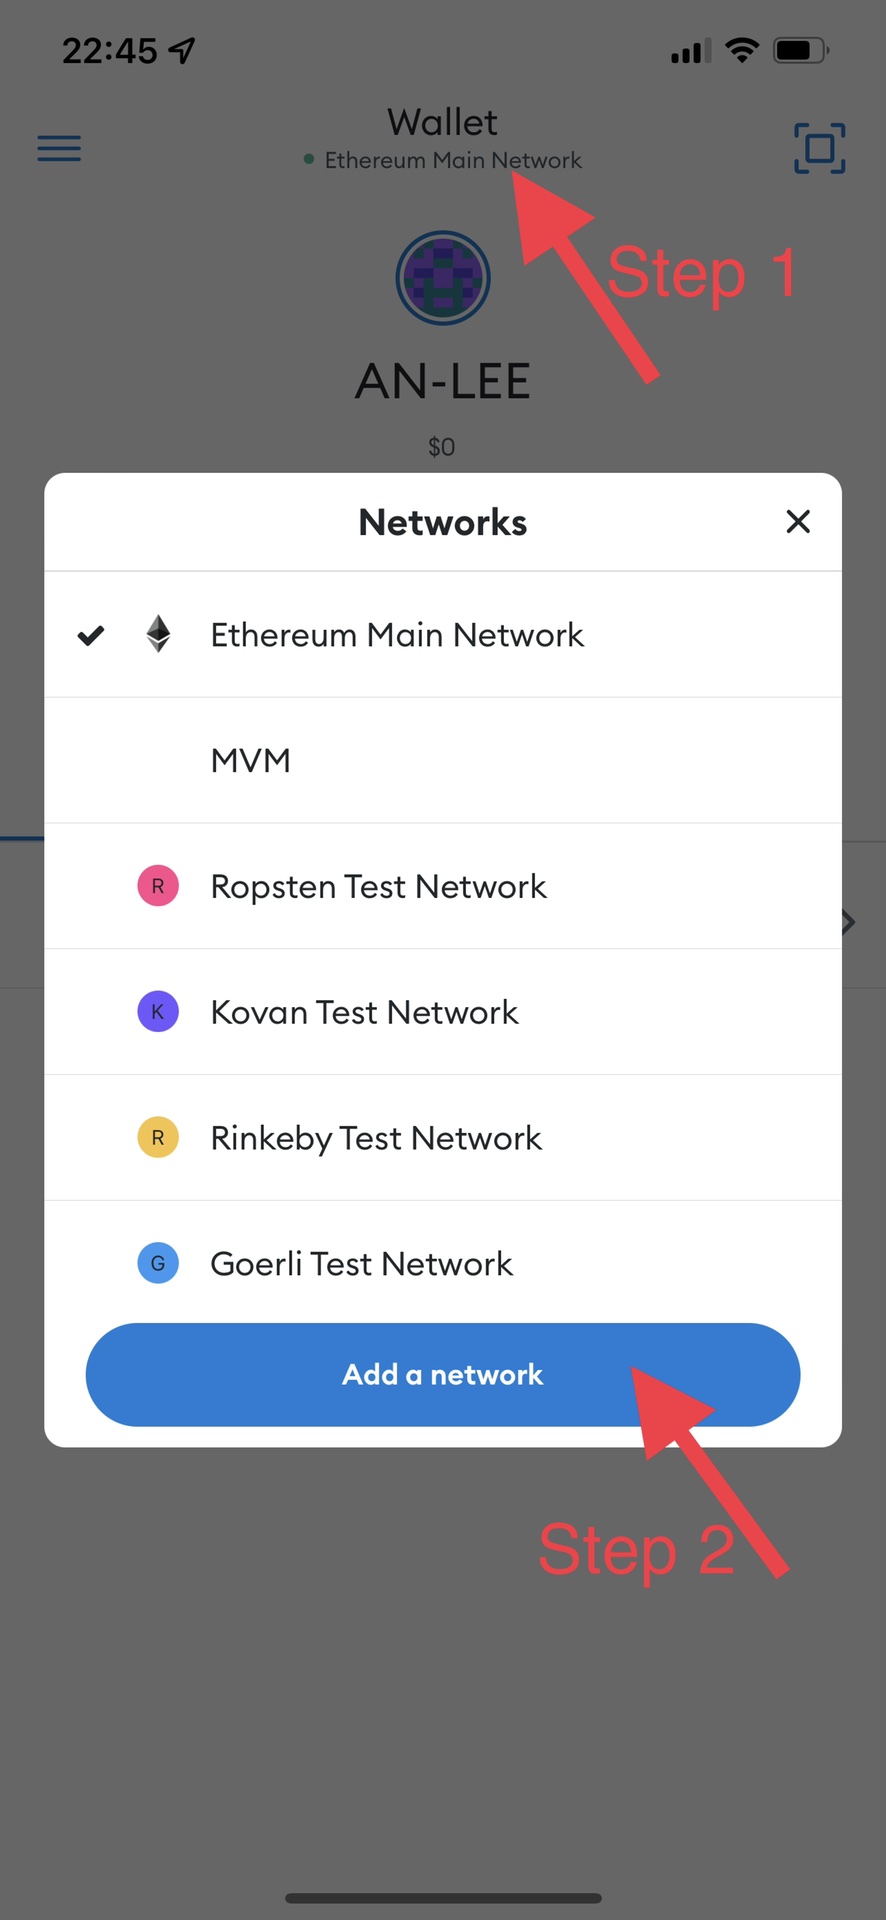 22:45
Wallet
Ethereum Main Network
Step 1
AN-LEE
$0
Networks
Ethereum Main Network
MVM
R Ropsten Test Network
K Kovan Test Network
R Rinkeby Test Network
G Goerli Test Network
Add a network
Step 2